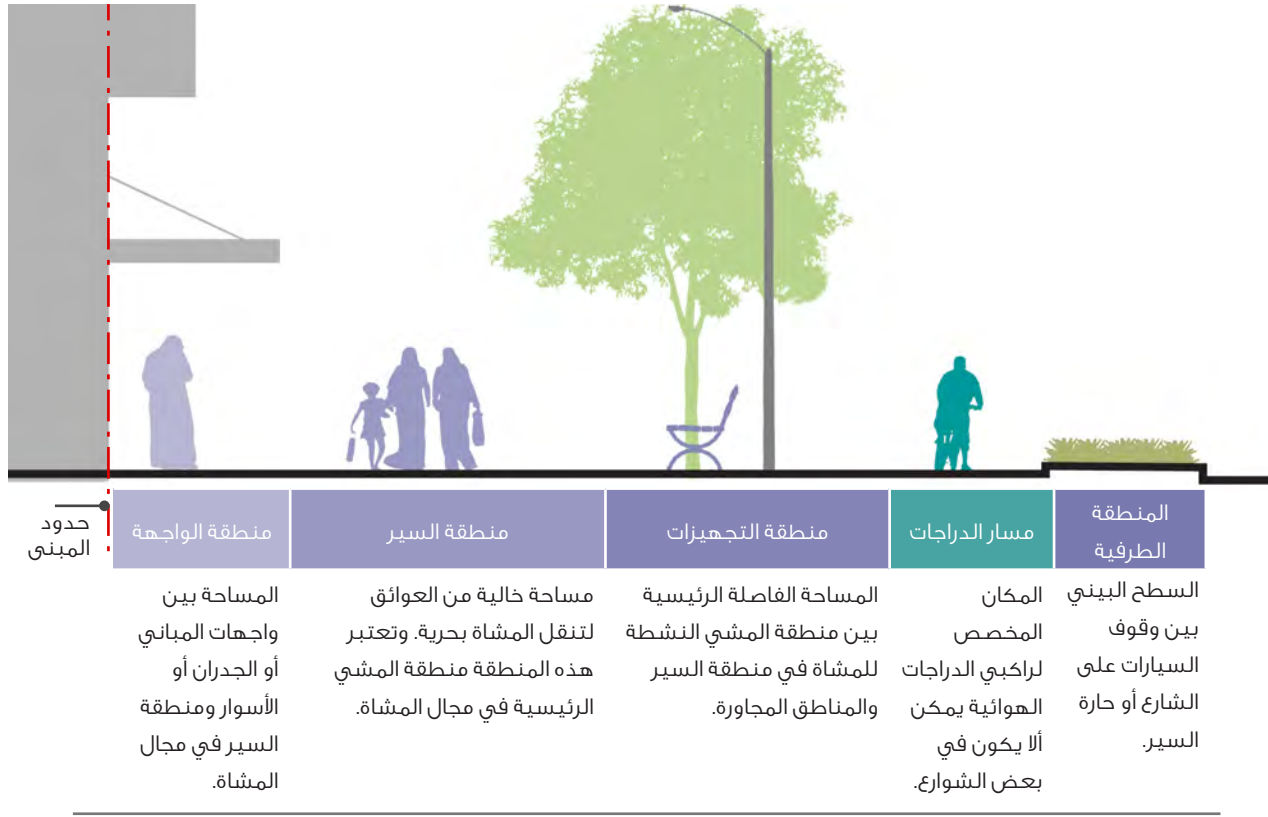 المنطقة
الطرفية
السطح البيني
بين وقوف
السيارات على
الشارع أو حارة
السير.
مسار الدراجات
المكان
المخصص
لراكبي الدراجات
الهوائية يمكن
ألا يكون في
بعض الشوارع.
منطقة التجهيزات
المساحة الفاصلة الرئيسية
بين منطقة المشي النشطة
للمشاة في منطقة السير
والمناطق المجاورة.
منطقة السير
مساحة خالية من العوائق
لتنقل المشاة بحرية. وتعتبر
هذه المنطقة منطقة المشي
الرئيسية في مجال المشاة.
منطقة الواجهة
المساحة بين
واجهات المباني
أو الجدران أو
الأسوار ومنطقة
السير في مجال
المشاة.
حدود
المبنى